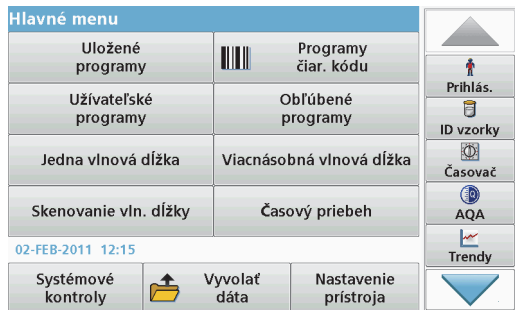 Hlavné menu
Uložené
programy
Programy
čiar. kódu
Užívateľské
programy
Obľúbené
programy
Jedna vlnová dĺžka
Viacnásobná vlnová dĺžka
Skenovanie vln. dĺžky
Časový priebeh
02-FEB-2011 12:15
Systémové
kontroly
Vyvolať
dáta
Nastavenie
prístroja
Prihlás.
ID vzorky
Časovač
AQA
Trendy